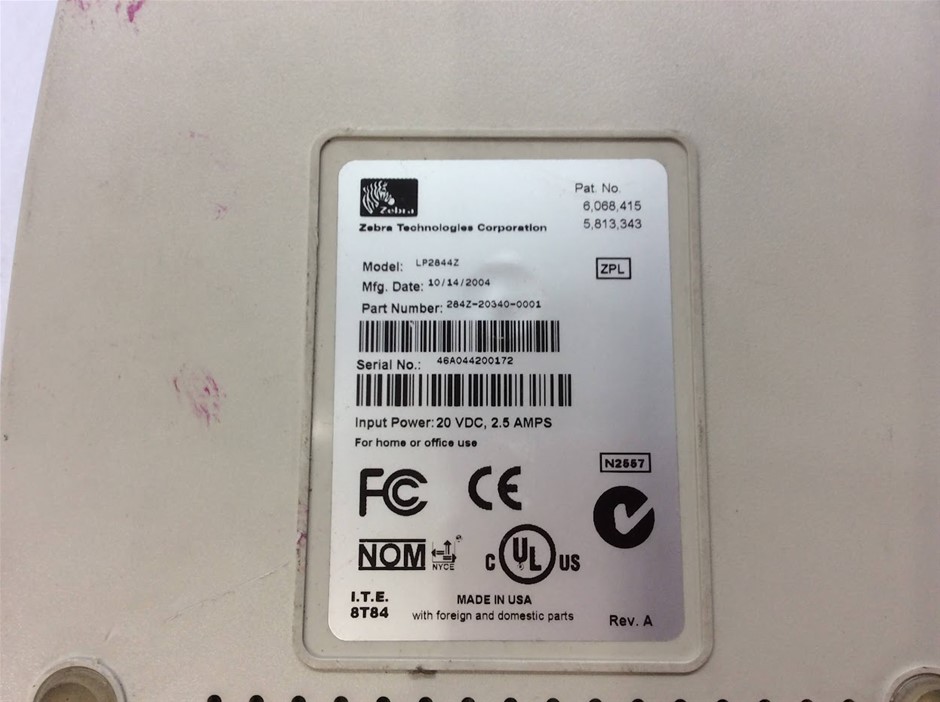 Zebra
Zebra Technologies Corporation
Pat. No.
6,068,415
5,813,343
Model: LP2844Z
ZPL
Mfg. Date: 10/14/2004
Part Number: 284Z-20340-0001
Serial No.: 46A044200172
Input Power: 20 VDC, 2.5 AMPS
For home or office use
N2557
FC
CE
NOM
NYCE
c UL US
I.T.E.
8T84
MADE IN USA
with foreign and domestic parts
Rev. A